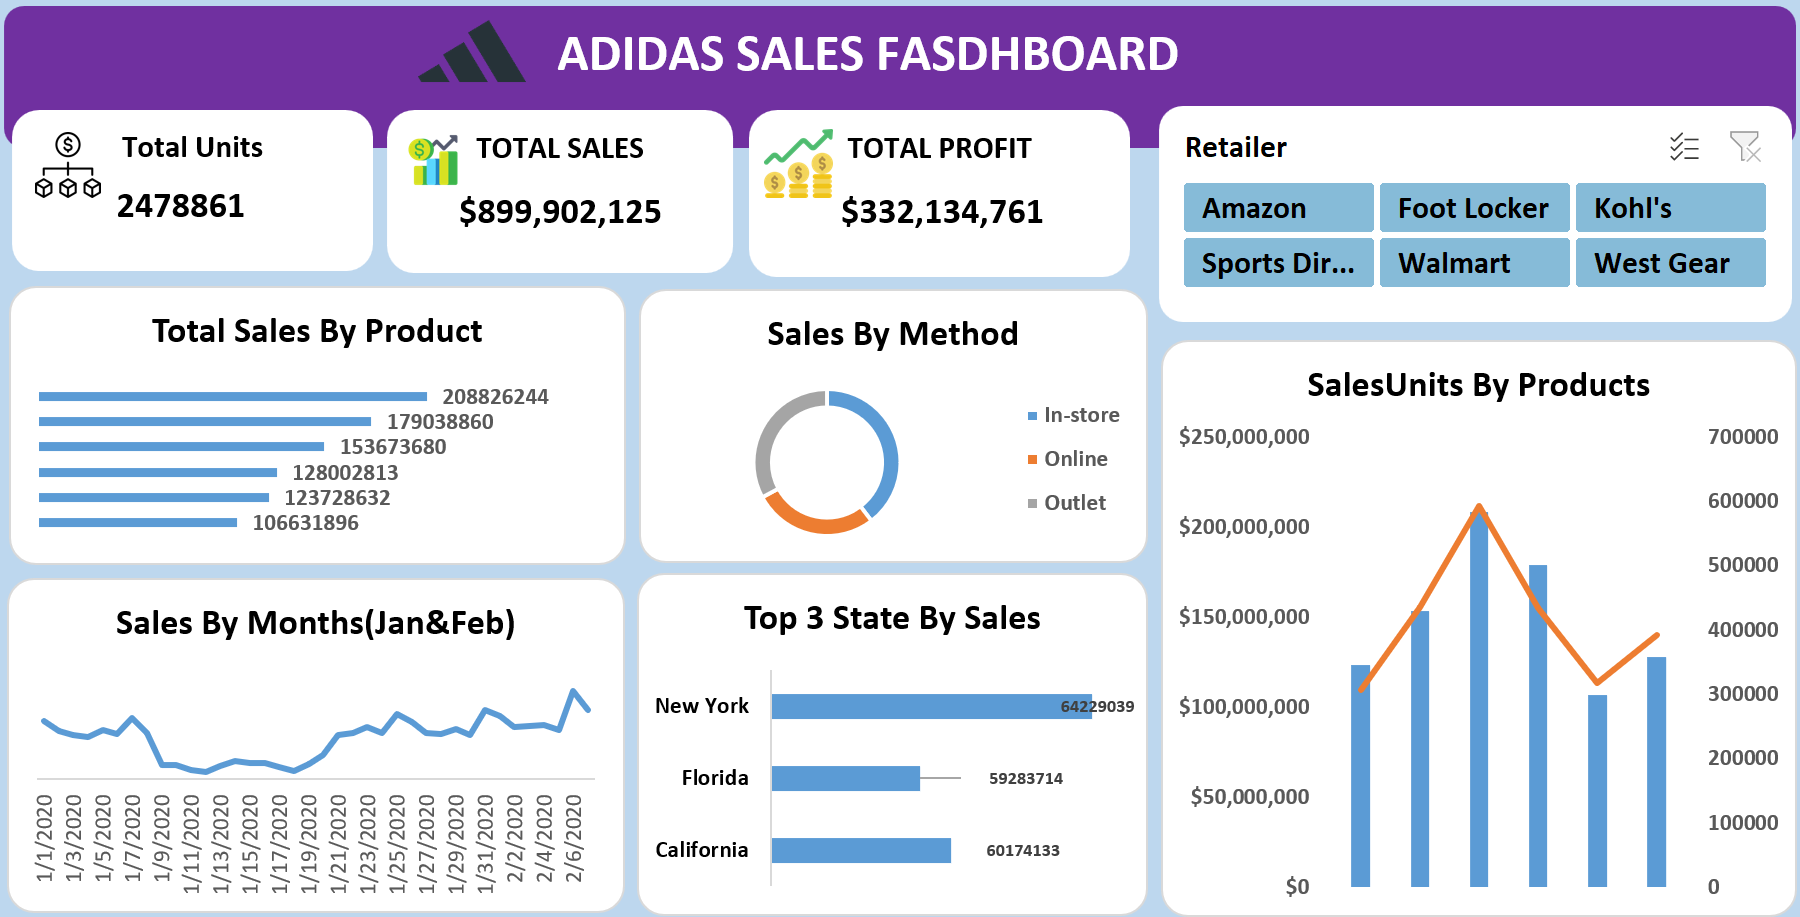 ADIDAS SALES FASDHBOARD
Total Units
2478861
TOTAL SALES
$899,902,125
TOTAL PROFIT
$332,134,761
Retailer
Amazon
Foot Locker
Kohl's
Sports Dir...
Walmart
West Gear
Total Sales By Product
208826244
179038860
153673680
128002813
123728632
106631896
Sales By Method
In-store
Online
Outlet
SalesUnits By Products
$250,000,000
$200,000,000
$150,000,000
$100,000,000
$50,000,000
$0
700000
600000
500000
400000
300000
200000
100000
0
Sales By Months(Jan&Feb)
1/1/2020
1/3/2020
1/5/2020
1/7/2020
1/9/2020
1/11/2020
1/13/2020
1/15/2020
1/17/2020
1/19/2020
1/21/2020
1/23/2020
1/25/2020
1/27/2020
1/29/2020
1/31/2020
2/2/2020
2/4/2020
2/6/2020
Top 3 State By Sales
New York 64229039
Florida 59283714
California 60174133